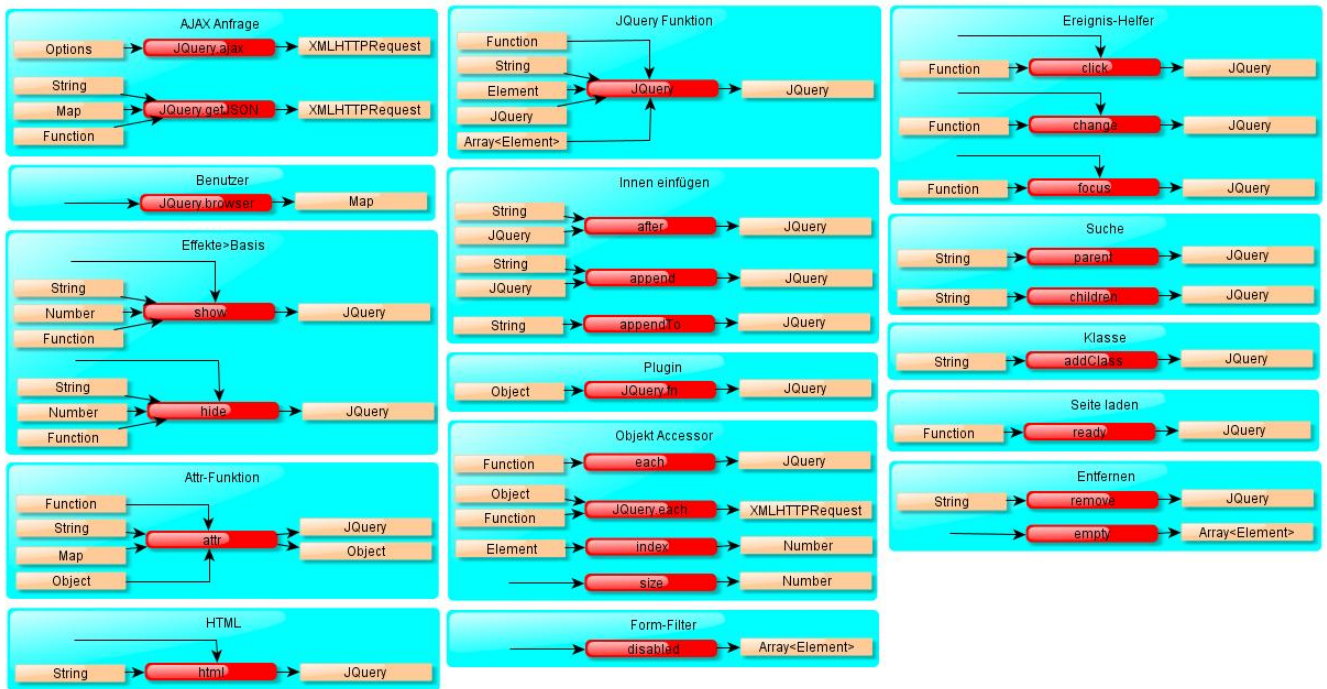 AJAX Anfrage
Options
JQuery.ajax
XMLHTTPRequest
String
Map
Function
JQuery.getJSON
XMLHTTPRequest
Benutzer
JQuery.browser
Map
Effekte>Basis
String
Number
Function
show
JQuery
String
Number
Function
hide
JQuery
Attr-Funktion
Function
String
Map
Object
attr
JQuery
Object
HTML
String
html
JQuery
JQuery Funktion
Function
String
Element
JQuery
Array<Element>
JQuery
JQuery
Innen einfügen
String
JQuery
after
JQuery
String
JQuery
append
JQuery
String
appendTo
JQuery
Plugin
Object
JQuery.fn
JQuery
Objekt Accessor
Function
each
JQuery
Object
Function
JQuery.each
XMLHTTPRequest
Element
index
Number
size
Number
Form-Filter
disabled
Array<Element>
Ereignis-Helfer
Function
click
JQuery
Function
change
JQuery
Function
focus
JQuery
Suche
String
parent
JQuery
String
children
JQuery
Klasse
String
addClass
JQuery
Seite laden
Function
ready
JQuery
Entfernen
String
remove
JQuery
empty
Array<Element>